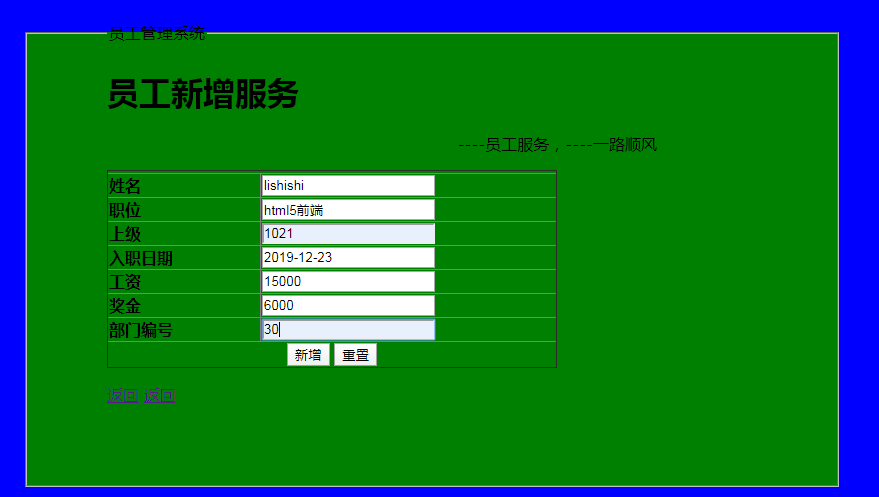 员工管理系统
员工新增服务
----员工服务，----一路顺风
姓名 lishishi
职位 html5前端
上级 1021
入职日期 2019-12-23
工资 15000
奖金 6000
部门编号 30
新增 重置
返回 返回